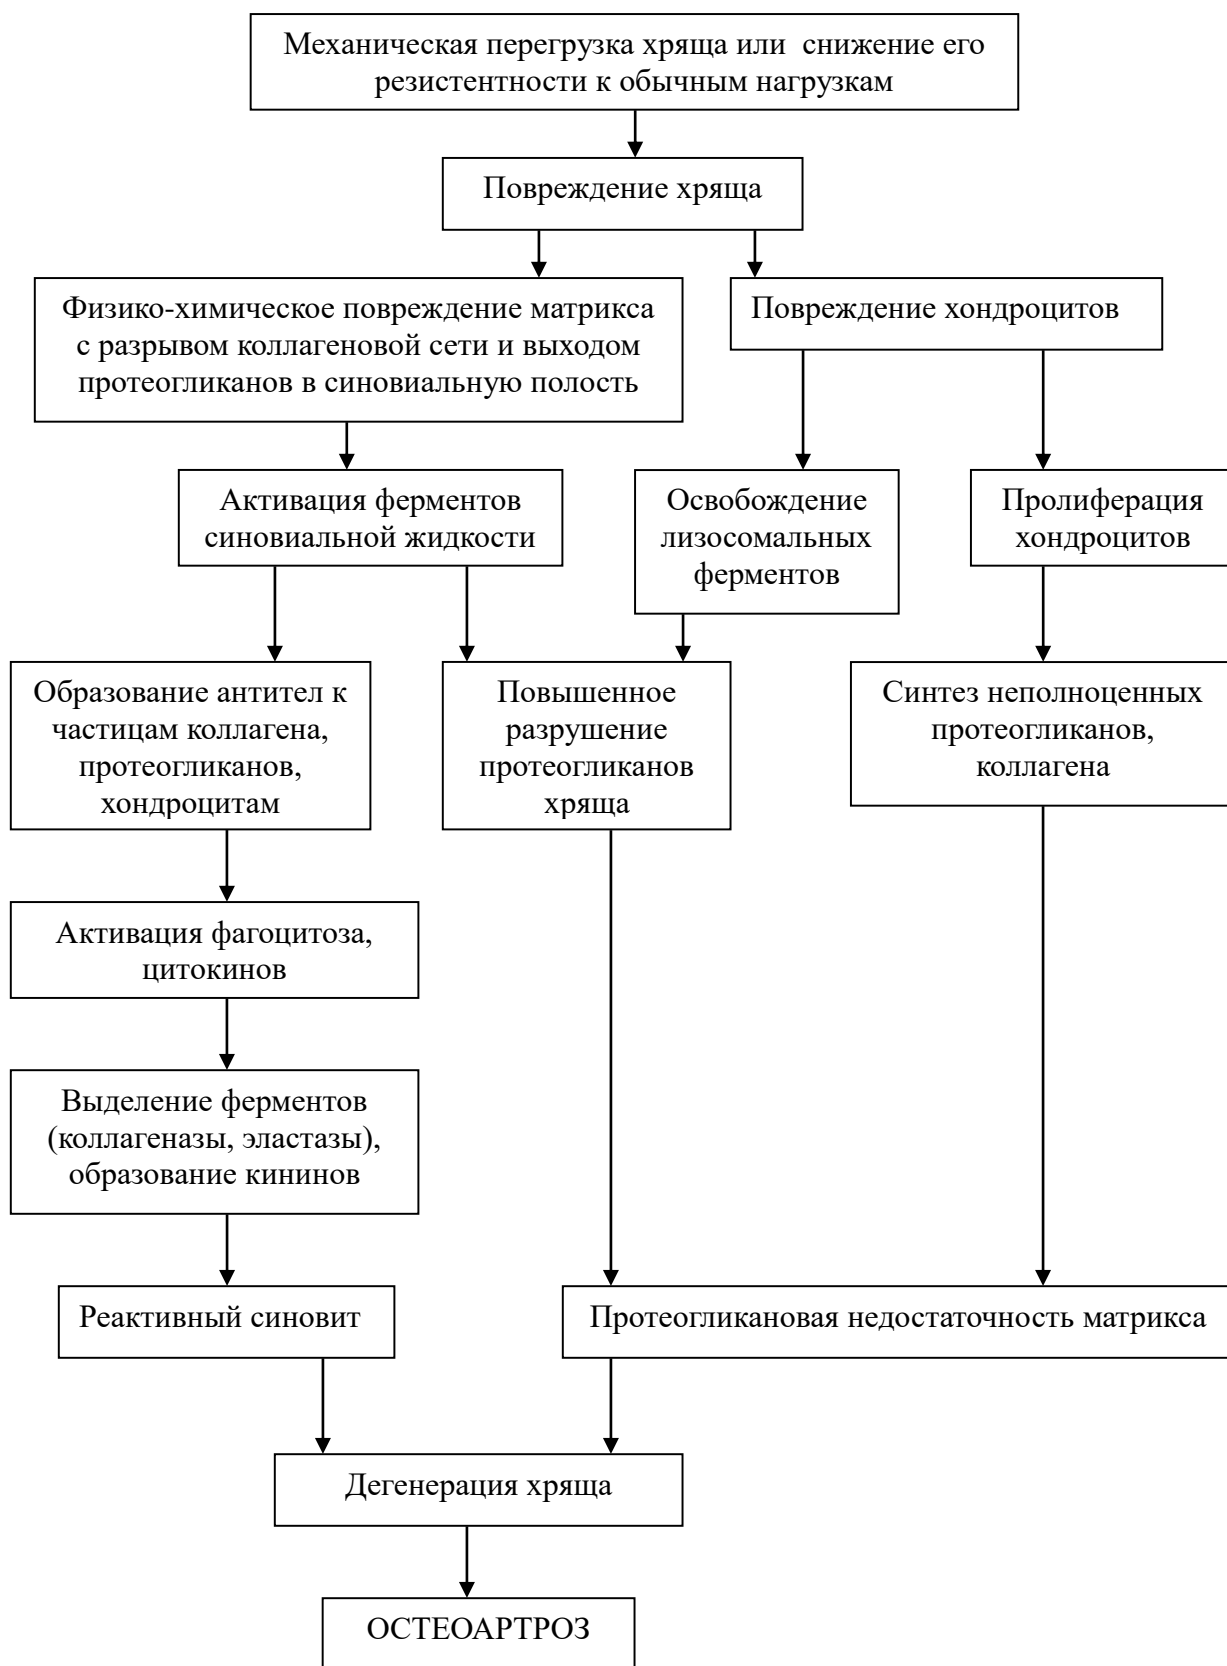 Механическая перегрузка хряща или снижение его
резистентности к обычным нагрузкам
Повреждение хряща
Физико-химическое повреждение матрикса
с разрывом коллагеновой сети и выходом
протеогликанов в синовиальную полость
Повреждение хондроцитов
Активация ферментов
синовиальной жидкости
Освобождение
лизосомальных
ферментов
Пролиферация
хондроцитов
Образование антител к
частицам коллагена,
протеогликанов,
хондроцитам
Повышенное
разрушение
протеогликанов
хряща
Синтез неполноценных
протеогликанов,
коллагена
Активация фагоцитоза,
цитокинов
Выделение ферментов
(коллагеназы, эластазы),
образование кининов
Реактивный синовит
Протеогликановая недостаточность матрикса
Дегенерация хряща
ОСТЕОАРТРОЗ